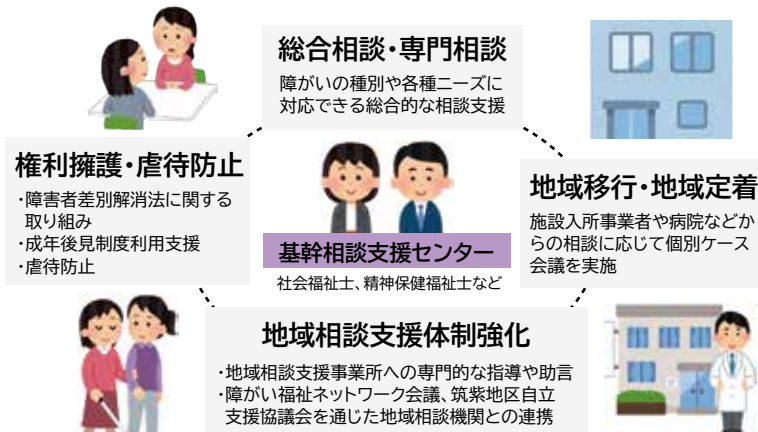 総合相談・専門相談
障がいの種別や各種ニーズに
対応できる総合的な相談支援
権利擁護・虐待防止
・障害者差別解消法に関する
取り組み
・成年後見制度利用支援
・虐待防止
基幹相談支援センター
社会福祉士、精神保健福祉士など
地域移行・地域定着
施設入所事業者や病院などか
らの相談に応じて個別ケース
会議を実施
地域相談支援体制強化
・地域相談支援事業所への専門的な指導や助言
・障がい福祉ネットワーク会議、筑紫地区自立
支援協議会を通じた地域相談機関との連携